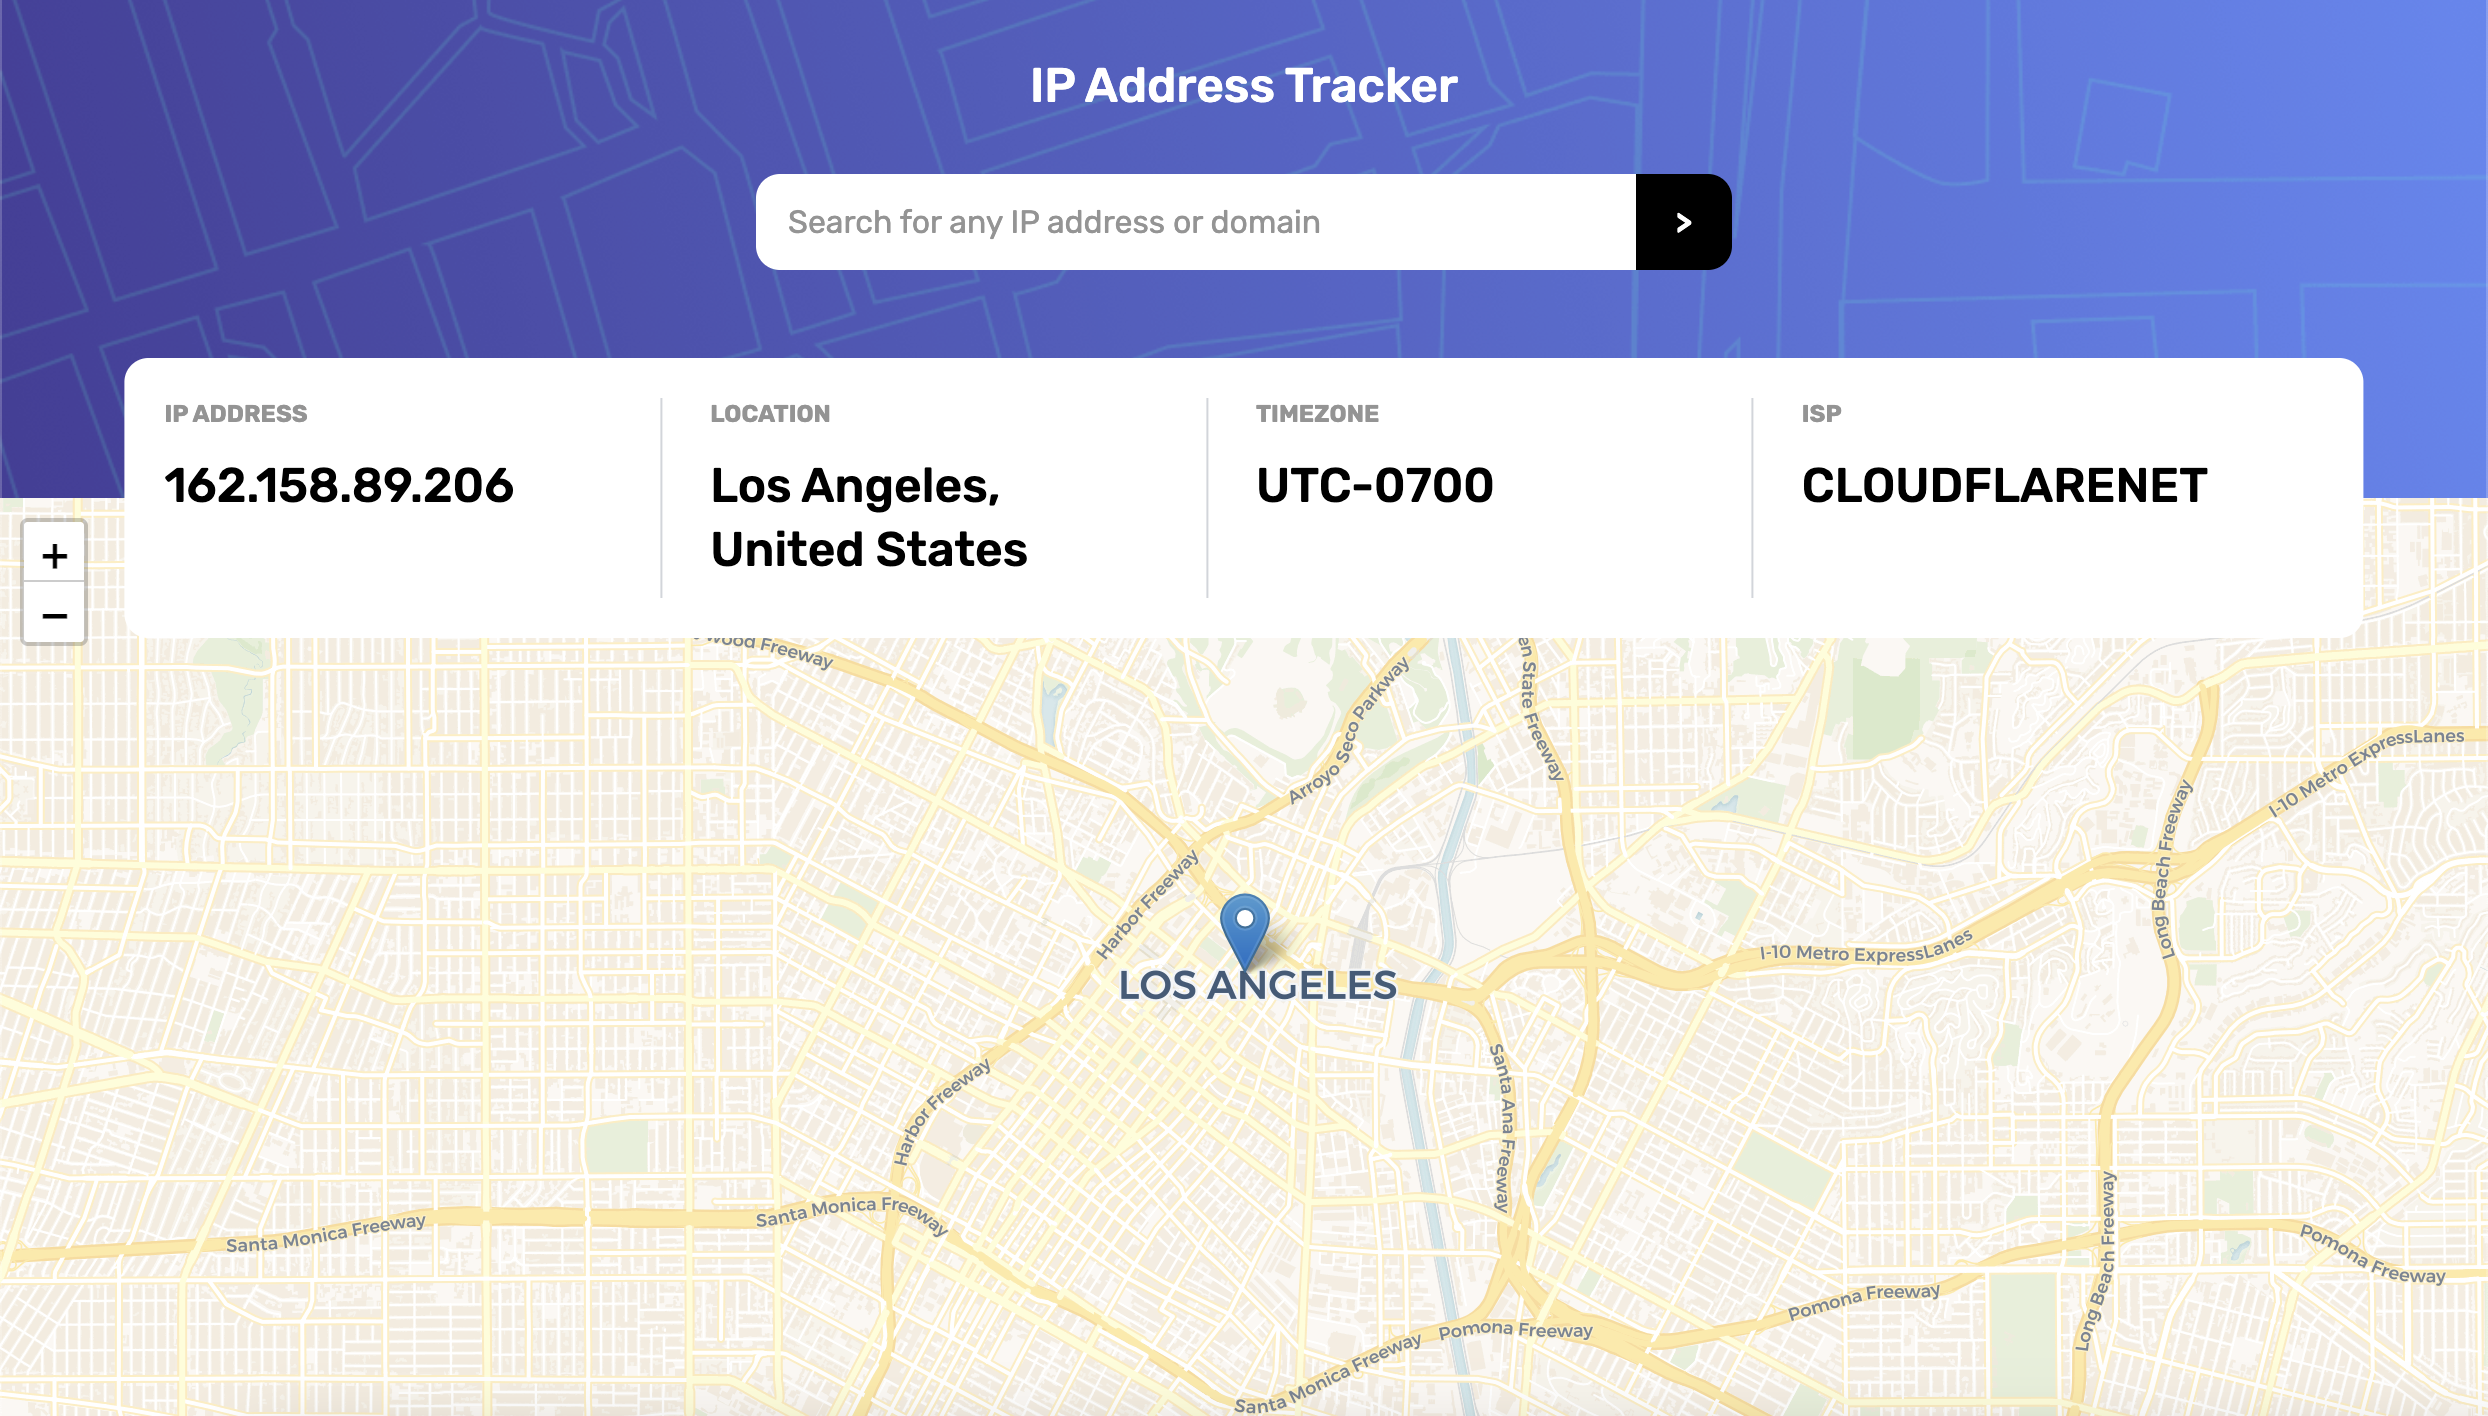 IP Address Tracker
Search for any IP address or domain
>
IP ADDRESS
162.158.89.206
LOCATION
Los Angeles,
United States
TIMEZONE
UTC-0700
ISP
CLOUDFLARENET
+
−
wood Freeway
Arroyo Seco Parkway
en State Freeway
I-10 Metro ExpressLanes
Long Beach Freeway
Harbor Freeway
I-10 Metro ExpressLanes
LOS ANGELES
Harbor Freeway
Santa Ana Freeway
Santa Monica Freeway
Santa Monica Freeway
Long Beach Freeway
Pomona Freeway
Pomona Freeway
Pomona Freeway
Santa Monica Freeway